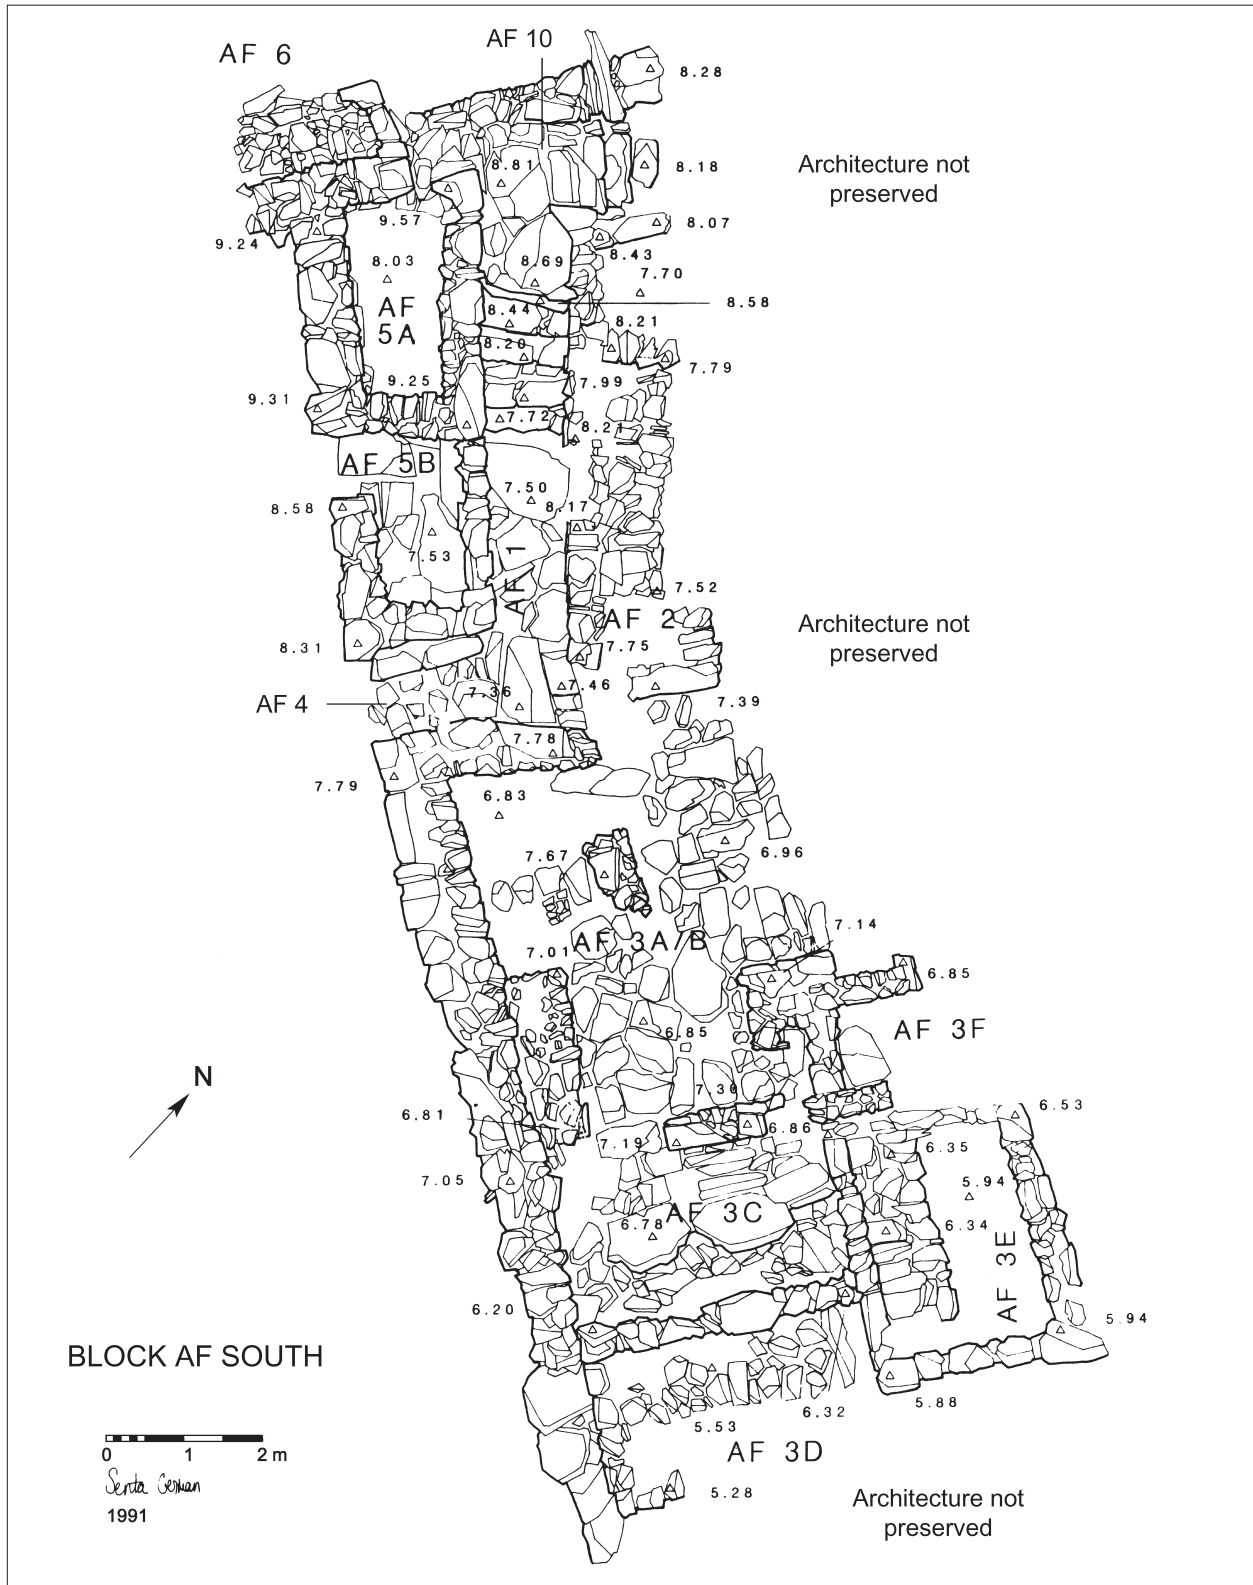 AF 6
AF 10
8.28
8.81
8.18
Architecture not
preserved
9.57
8.07
9.24
8.43
8.03
8.69
7.70
AF
5A
8.44
8.58
8.21
8.20
7.79
9.25
7.99
9.31
7.72
8.21
AF 5B
7.50
8.58
8.17
AF 1
7.53
7.52
AF 2
Architecture not
preserved
7.75
8.31
7.36
7.46
AF 4
7.39
7.78
7.79
6.83
7.67
6.96
7.14
AF 3A/B
7.01
6.85
AF 3F
6.85
N
7.30
6.81
6.53
6.86
7.19
6.35
7.05
5.94
AF 3C
6.78
6.34
AF 3E
6.20
5.94
BLOCK AF SOUTH
5.88
6.32
5.53
AF 3D
0 1 2 m
Senta German
5.28
Architecture not
preserved
1991